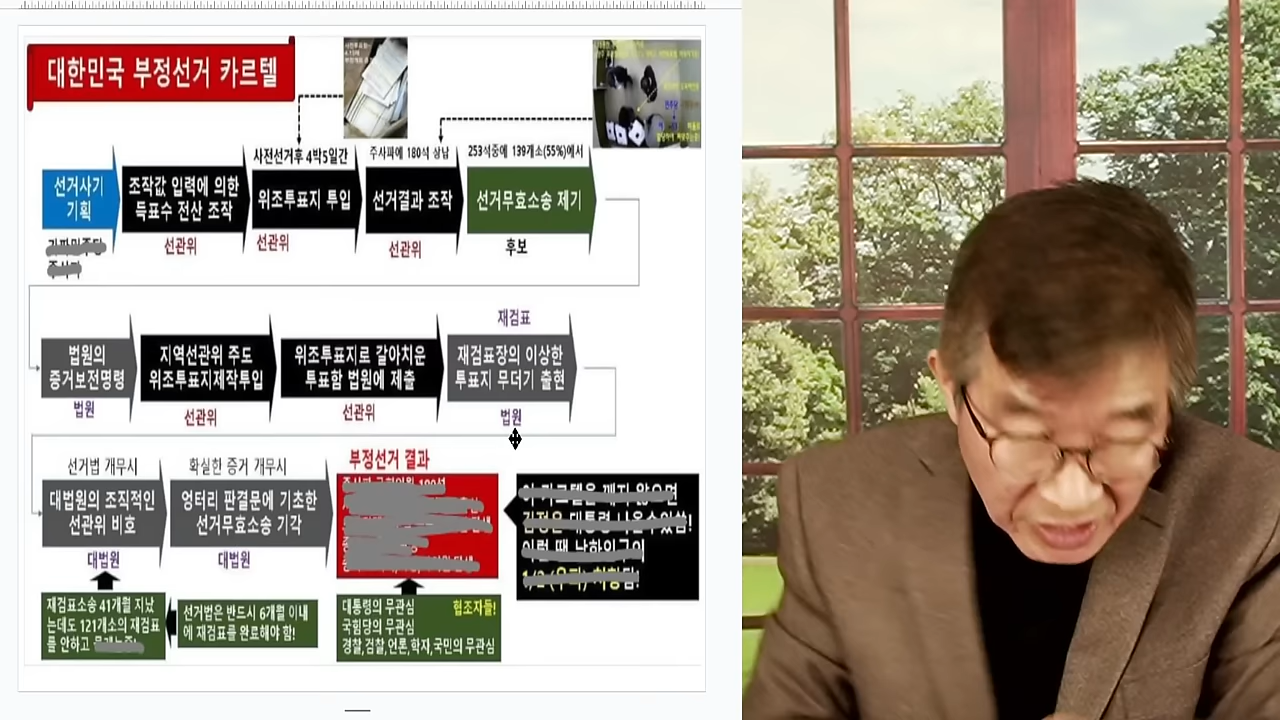 대한민국 부정선거 카르텔
사전선거후 4박5일간
주사파에 180석 상납
253석중에 139개소(55%)에서
선거사기
기획
조작값 입력에 의한
득표수 전산 조작
위조투표지 투입
선거결과 조작
선거무효소송 제기
선관위
선관위
선관위
후보
재검표
법원의
증거보전명령
지역선관위 주도
위조투표지제작투입
위조투표지로 갈아치운
투표함 법원에 제출
재검표장의 이상한
투표지 무더기 출현
법원
선관위
선관위
법원
선거법 개무시
확실한 증거 개무시
부정선거 결과
대법원의 조직적인
선관위 비호
엉터리 판결문에 기초한
선거무효소송 기각
대법원
대법원
재검표소송 41개월 지났
는데도 121개소의 재검표
를 안하고
선거법은 반드시 6개월 이내
에 재검표를 완료해야 함!
대통령의 무관심 협조자들!
국힘당의 무관심
경찰,검찰,언론,학자,국민의 무관심